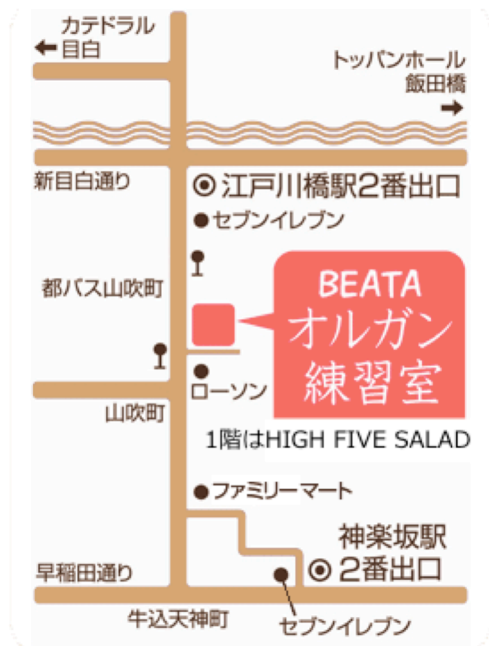 カテドラル
目白
トッパンホール
飯田橋
新目白通り
江戸川橋駅2番出口
セブンイレブン
都バス山吹町
BEATA
オルガン
練習室
ローソン
山吹町
1階はHIGH FIVE SALAD
ファミリーマート
神楽坂駅
2番出口
早稲田通り
牛込天神町
セブンイレブン